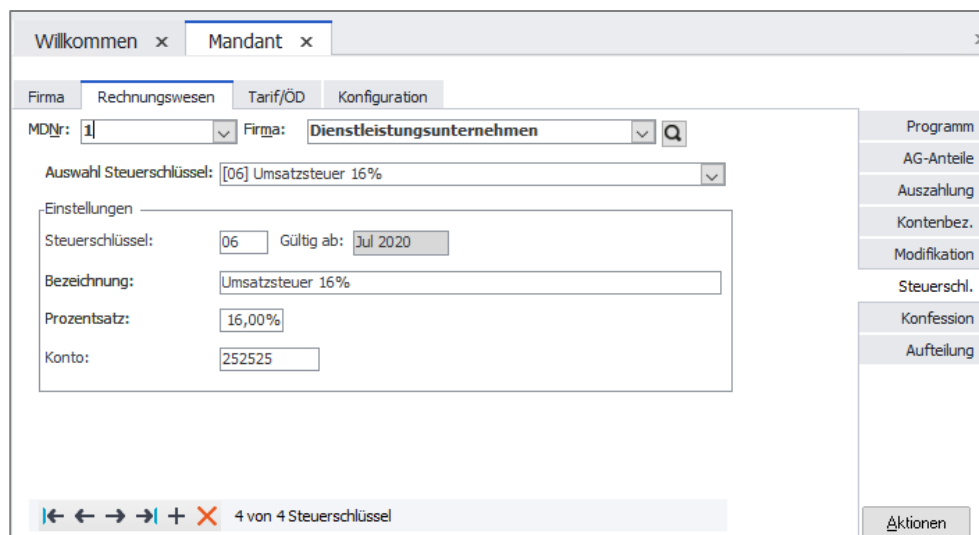 Willkommen x Mandant x
Firma Rechnungswesen Tarif/ÖD Konfiguration
MDNr: 1 Firma: Dienstleistungsunternehmen
Auswahl Steuerschlüssel: [06] Umsatzsteuer 16%
Einstellungen
Steuerschlüssel: 06 Gültig ab: Jul 2020
Bezeichnung: Umsatzsteuer 16%
Prozentsatz: 16,00%
Konto: 252525
4 von 4 Steuerschlüssel
Programm
AG-Anteile
Auszahlung
Kontenbez.
Modifikation
Steuerschl.
Konfession
Aufteilung
Aktionen